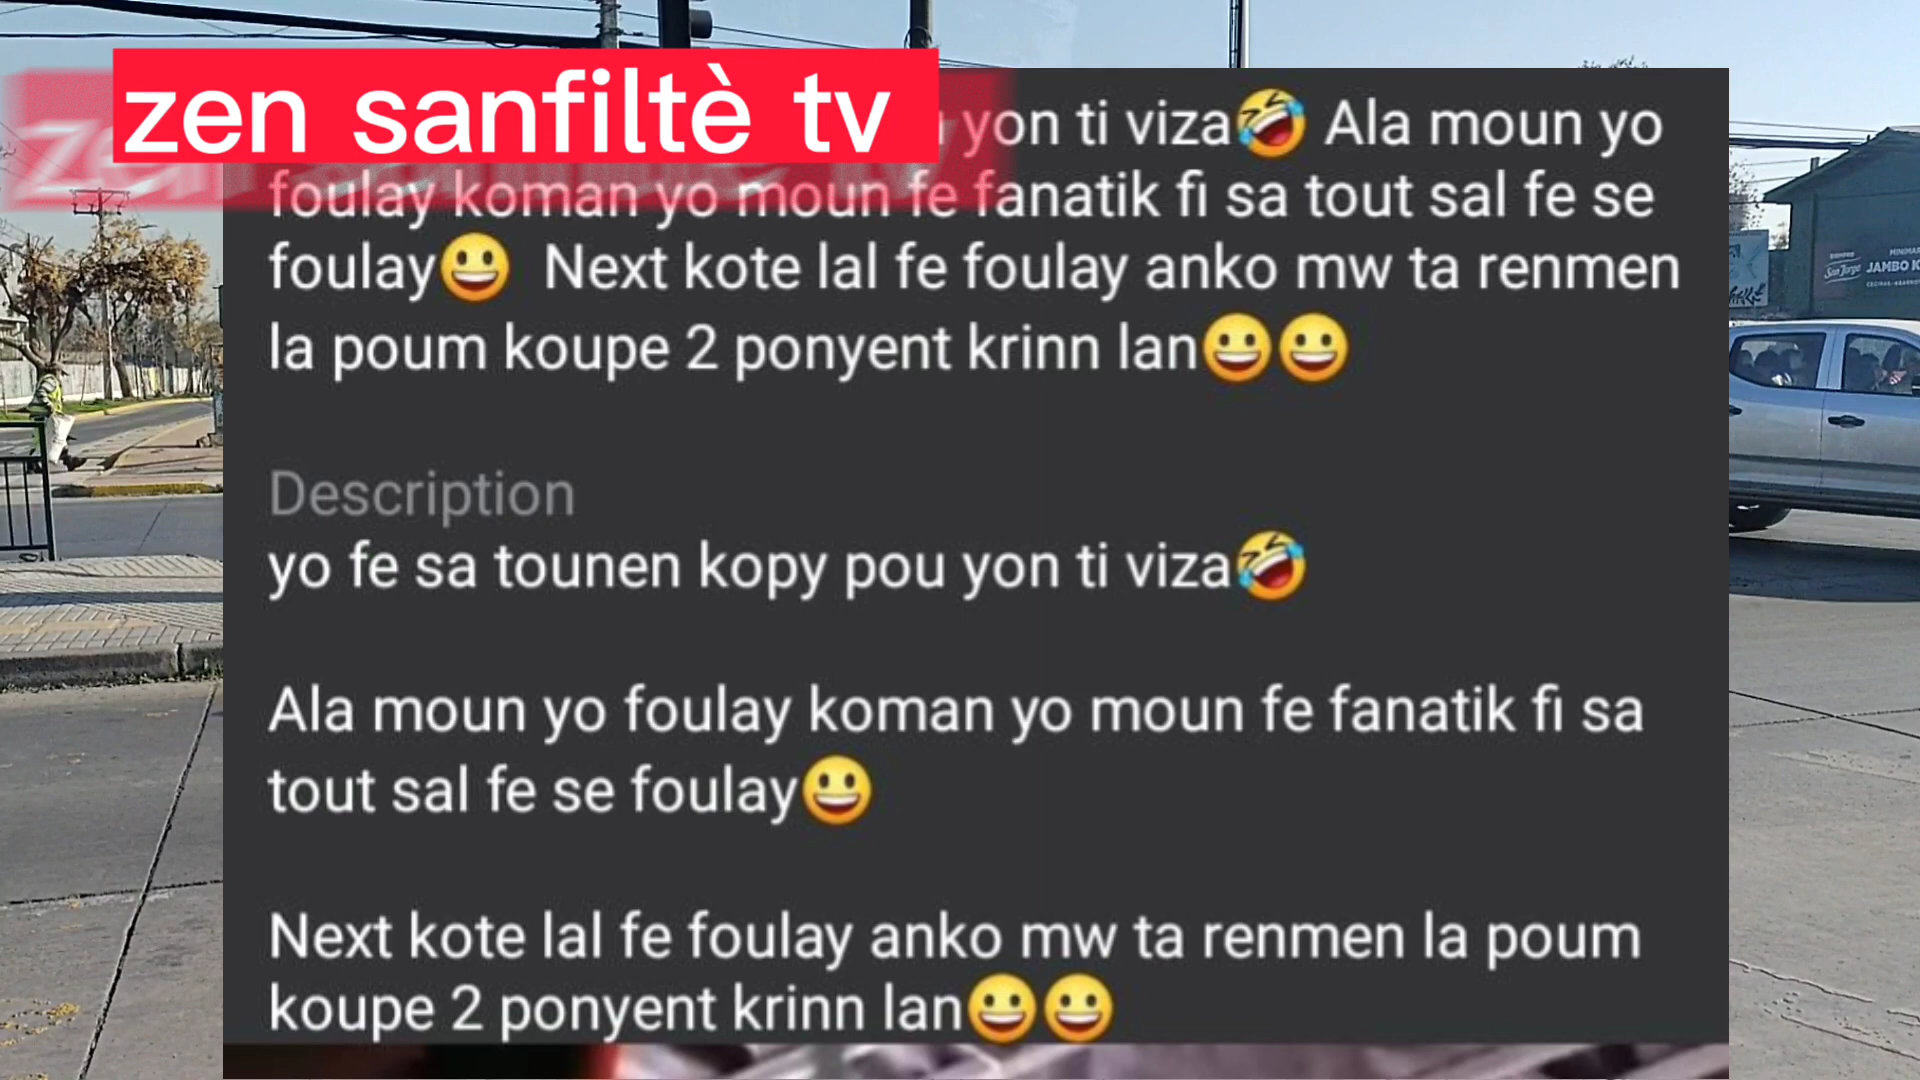 zen sanfiltè tv
yon ti viza🤣 Ala moun yo
foulay koman yo moun fe fanatik fi sa tout sal fe se
foulay😀 Next kote lal fe foulay anko mw ta renmen
la poum koupe 2 ponyent krinn lan😀😀
Description
yo fe sa tounen kopy pou yon ti viza🤣
Ala moun yo foulay koman yo moun fe fanatik fi sa
tout sal fe se foulay😀
Next kote lal fe foulay anko mw ta renmen la poum
koupe 2 ponyent krinn lan😀😀
San Jorge
MINIMAR
JAMBO K